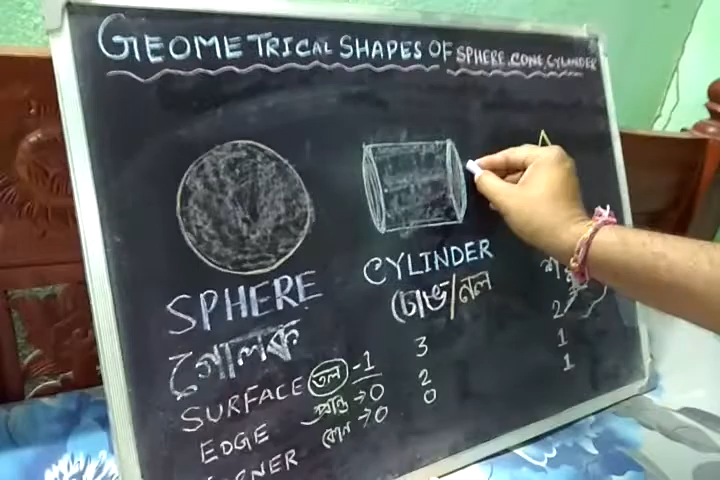 GEOMETRICAL SHAPES OF SPHERE, CONE, CYLINDER
SPHERE
গোলক
CYLINDER
চোঙ/নল
SURFACE তল -1 3 2
EDGE প্রান্ত →0 2 1
CORNER কোন →0 0 1